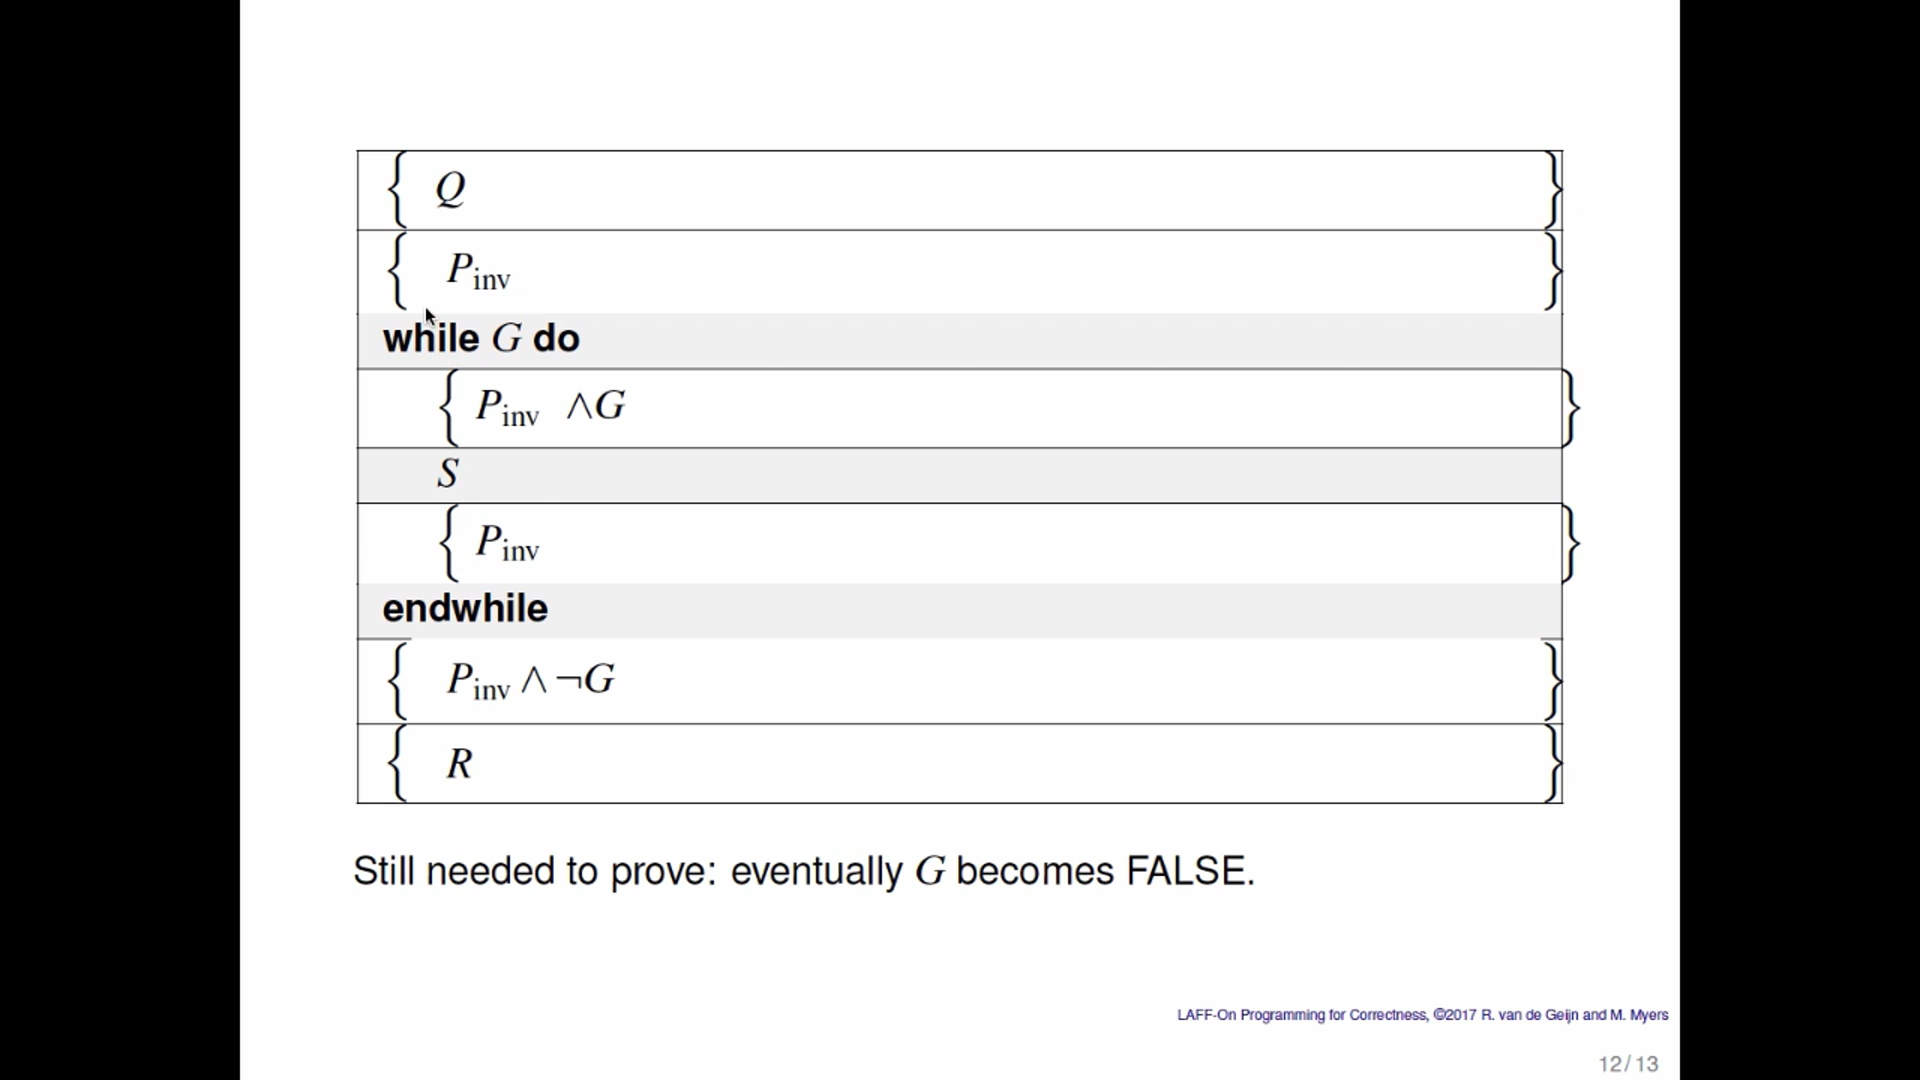 { Q }
{ P_inv }
while G do
{ P_inv ∧G }
S
{ P_inv }
endwhile
{ P_inv ∧ ¬G }
{ R }
Still needed to prove: eventually G becomes FALSE.
LAFF-On Programming for Correctness, ©2017 R. van de Geijn and M. Myers
12/13